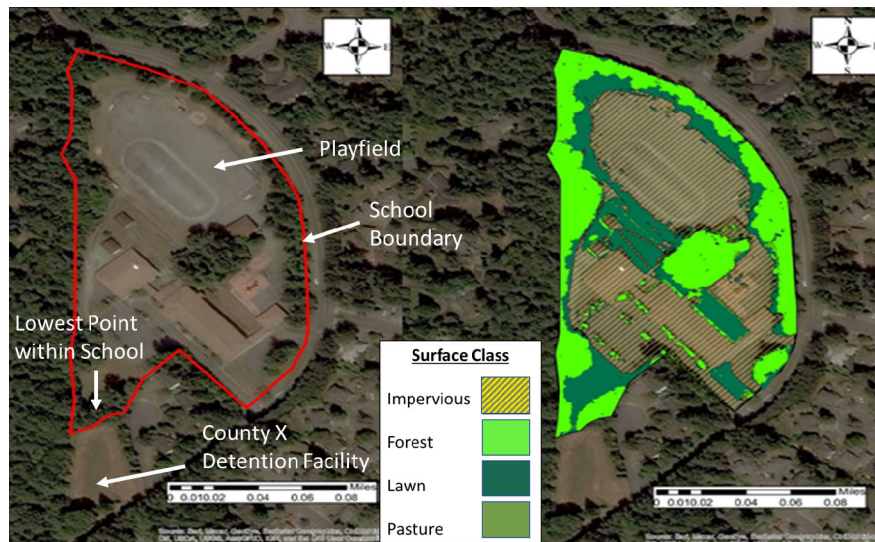 N
W E
S
Playfield
School
Boundary
Lowest Point
within School
County X
Detention Facility
Miles
0 0.010.02 0.04 0.06 0.08
N
W
S
Surface Class
Impervious
Forest
Lawn
Pasture
Miles
0 0.010.02 0.04 0.06 0.08